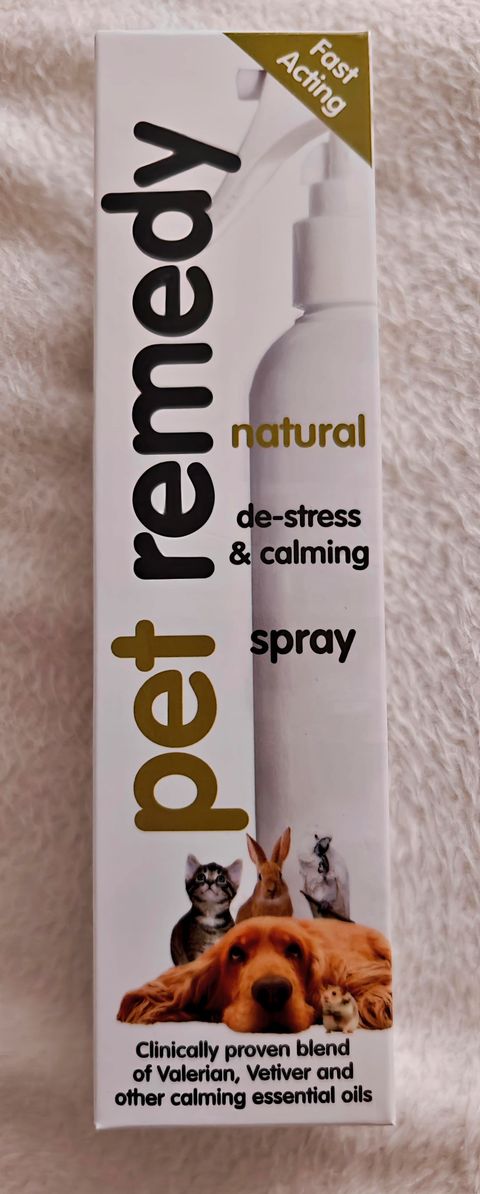 Fast
Acting
pet remedy
natural
de-stress
& calming
spray
Clinically proven blend
of Valerian, Vetiver and
other calming essential oils